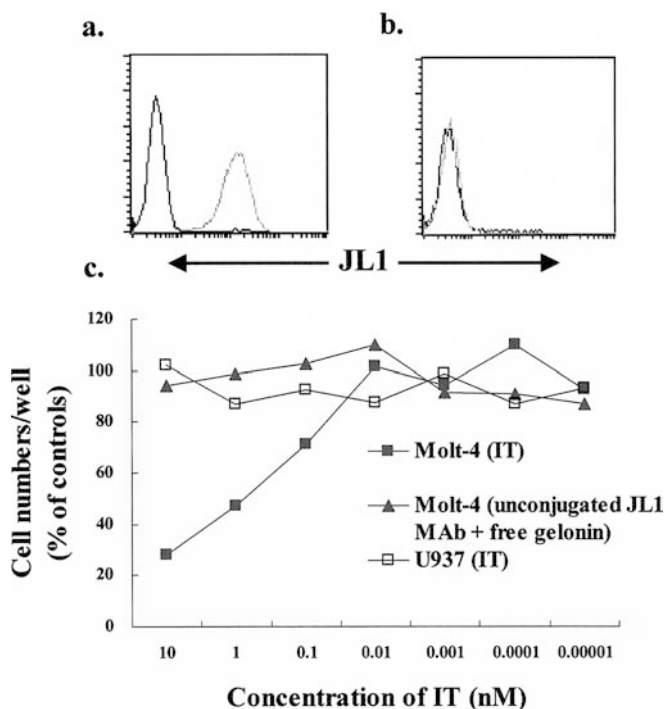 a.
b.
JL1
c.
Cell numbers/well
(% of controls)
120
100
80
60
40
20
0
Molt-4 (IT)
Molt-4 (unconjugated JL1
MAb + free gelonin)
U937 (IT)
10 1 0.1 0.01 0.001 0.0001 0.00001
Concentration of IT (nM)